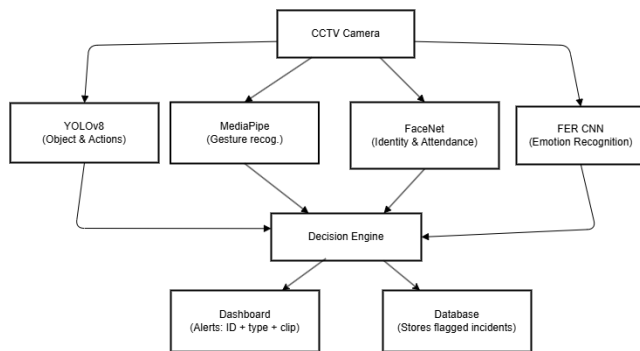 CCTV Camera
YOLOv8
(Object & Actions)
MediaPipe
(Gesture recog.)
FaceNet
(Identity & Attendance)
FER CNN
(Emotion Recognition)
Decision Engine
Dashboard
(Alerts: ID + type + clip)
Database
(Stores flagged incidents)